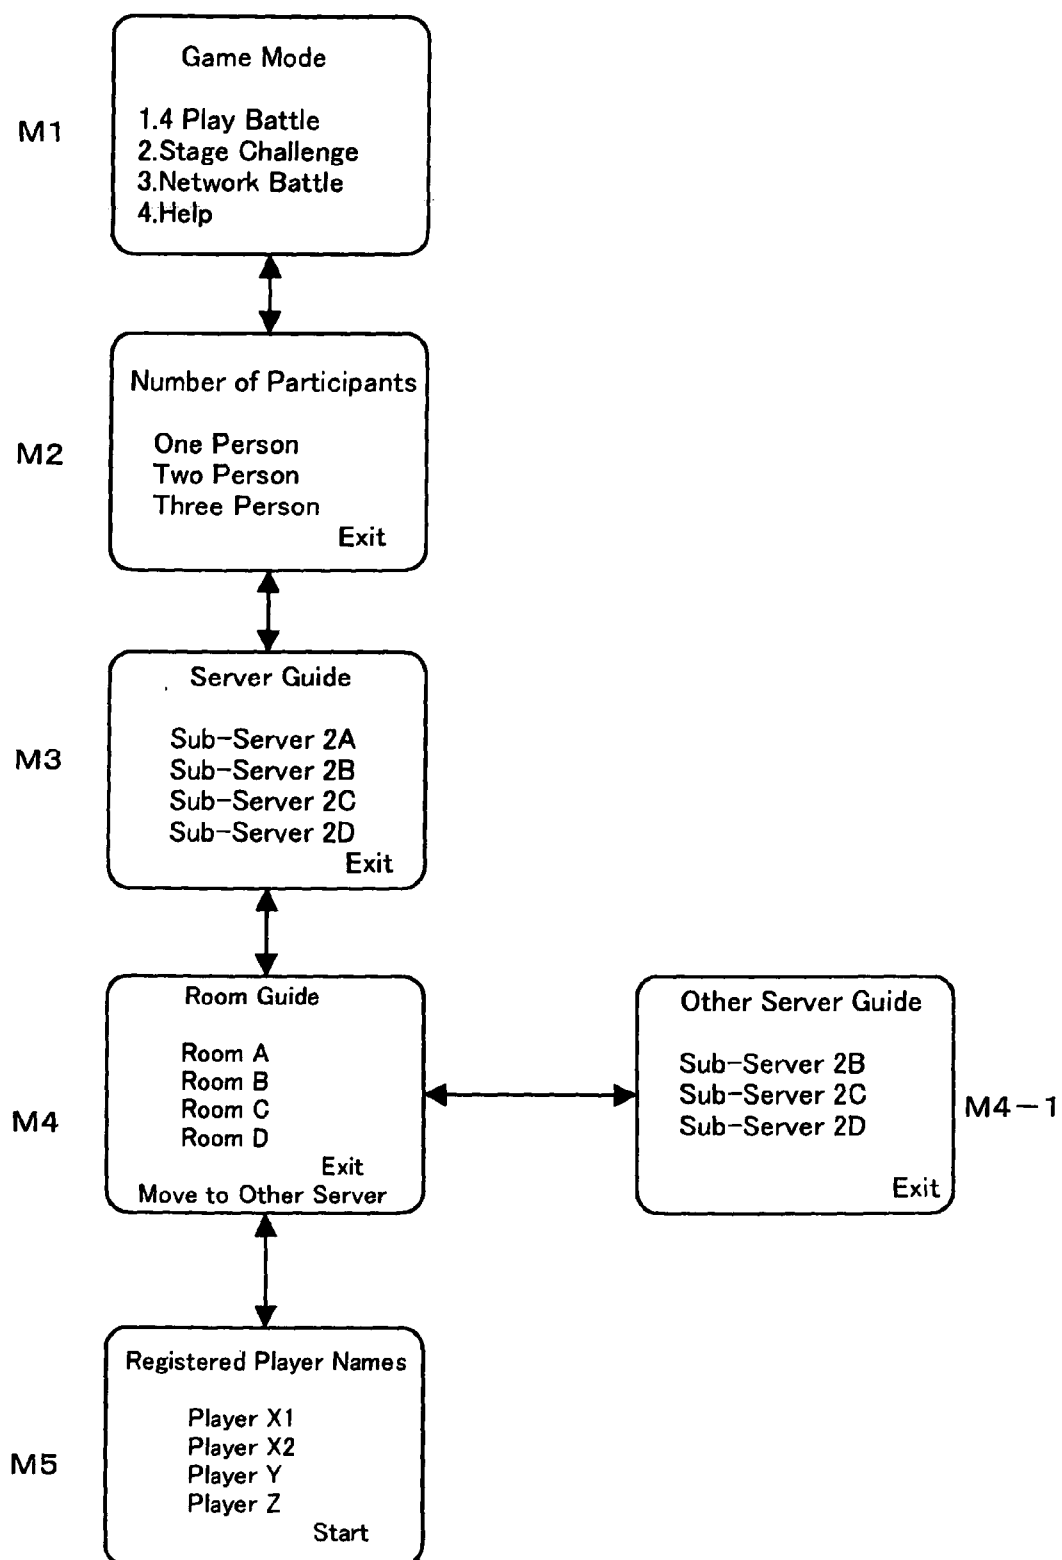 M1
Game Mode
1.4 Play Battle
2.Stage Challenge
3.Network Battle
4.Help
M2
Number of Participants
One Person
Two Person
Three Person
Exit
M3
Server Guide
Sub-Server 2A
Sub-Server 2B
Sub-Server 2C
Sub-Server 2D
Exit
M4
Room Guide
Room A
Room B
Room C
Room D
Exit
Move to Other Server
Other Server Guide
Sub-Server 2B
Sub-Server 2C
Sub-Server 2D
Exit
M4-1
M5
Registered Player Names
Player X1
Player X2
Player Y
Player Z
Start